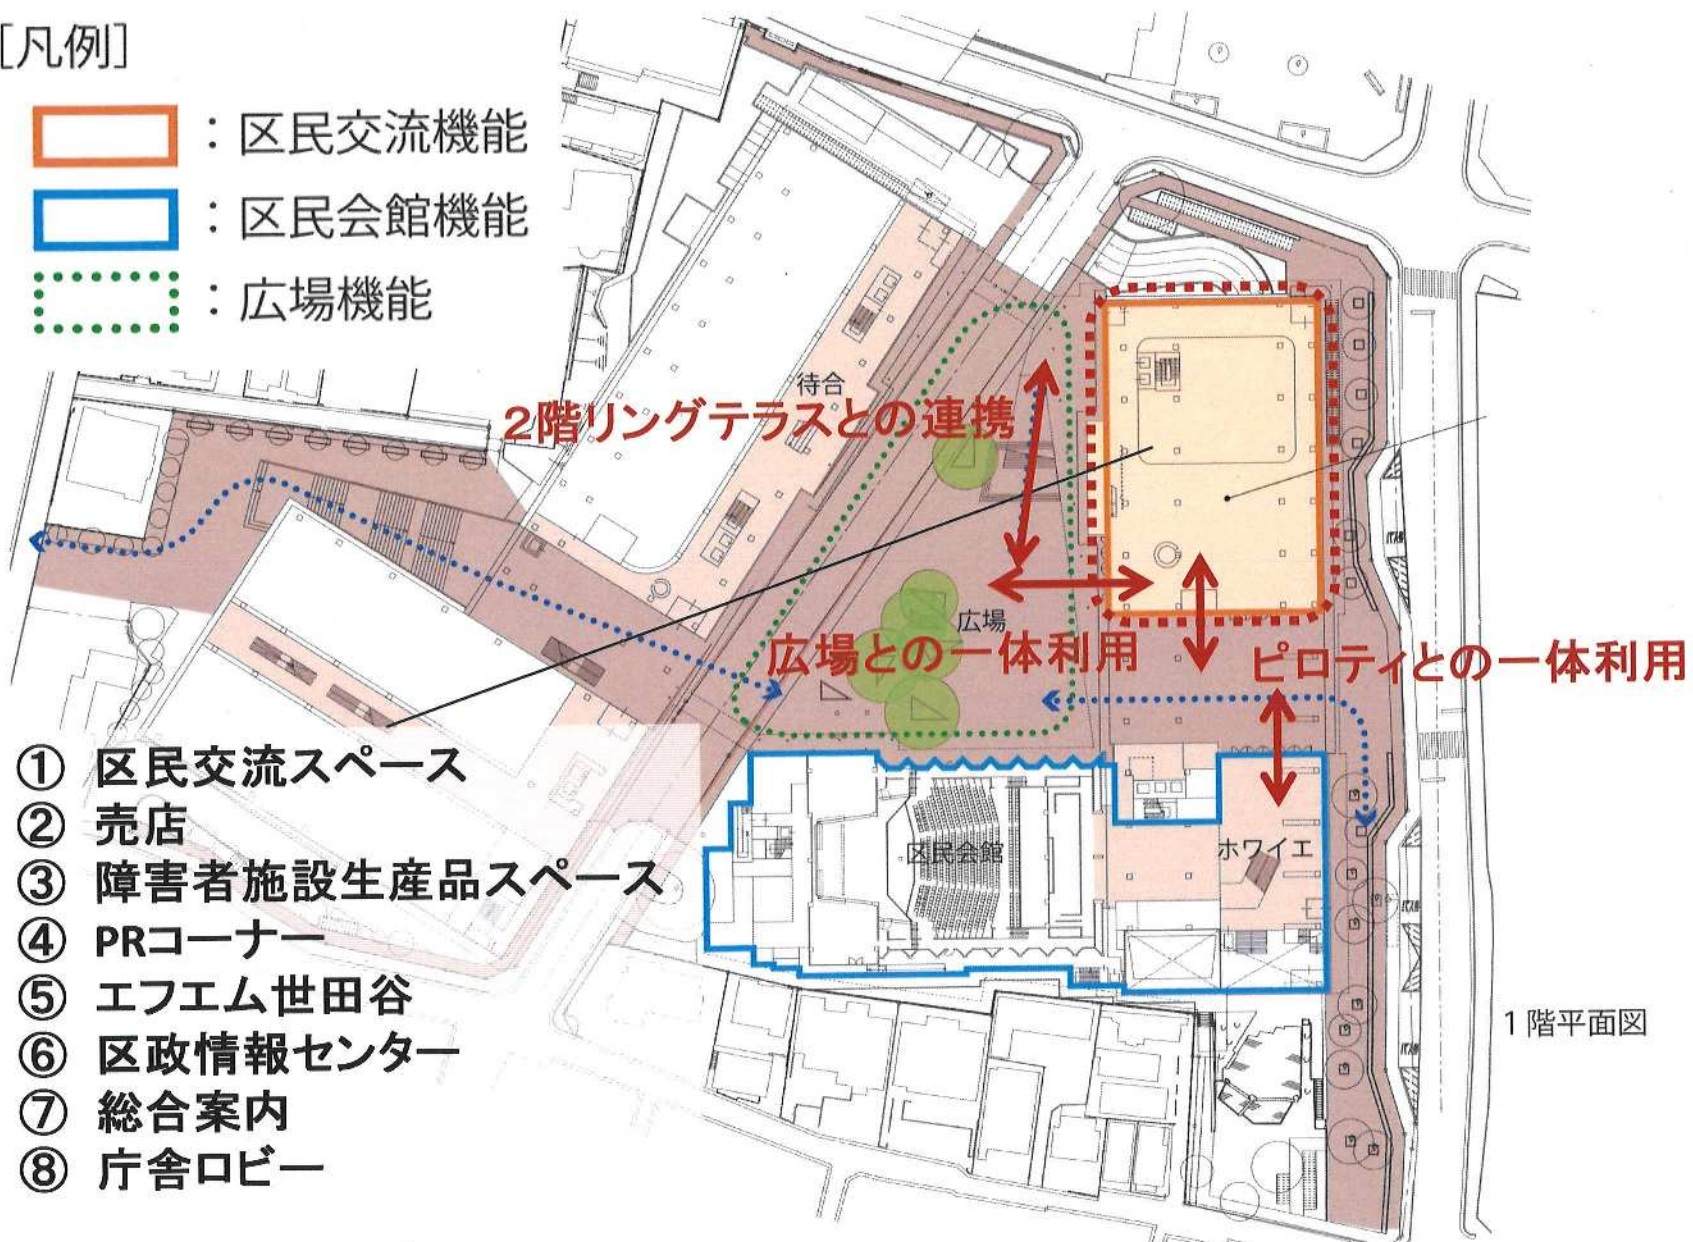 [凡例]
：区民交流機能
：区民会館機能
：広場機能
待合
2階リングテラスとの連携
広場
広場との一体利用
ピロティとの一体利用
① 区民交流スペース
② 売店
③ 障害者施設生産品スペース
④ PRコーナー
⑤ エフエム世田谷
⑥ 区政情報センター
⑦ 総合案内
⑧ 庁舎ロビー
区民会館
ホワイエ
1階平面図